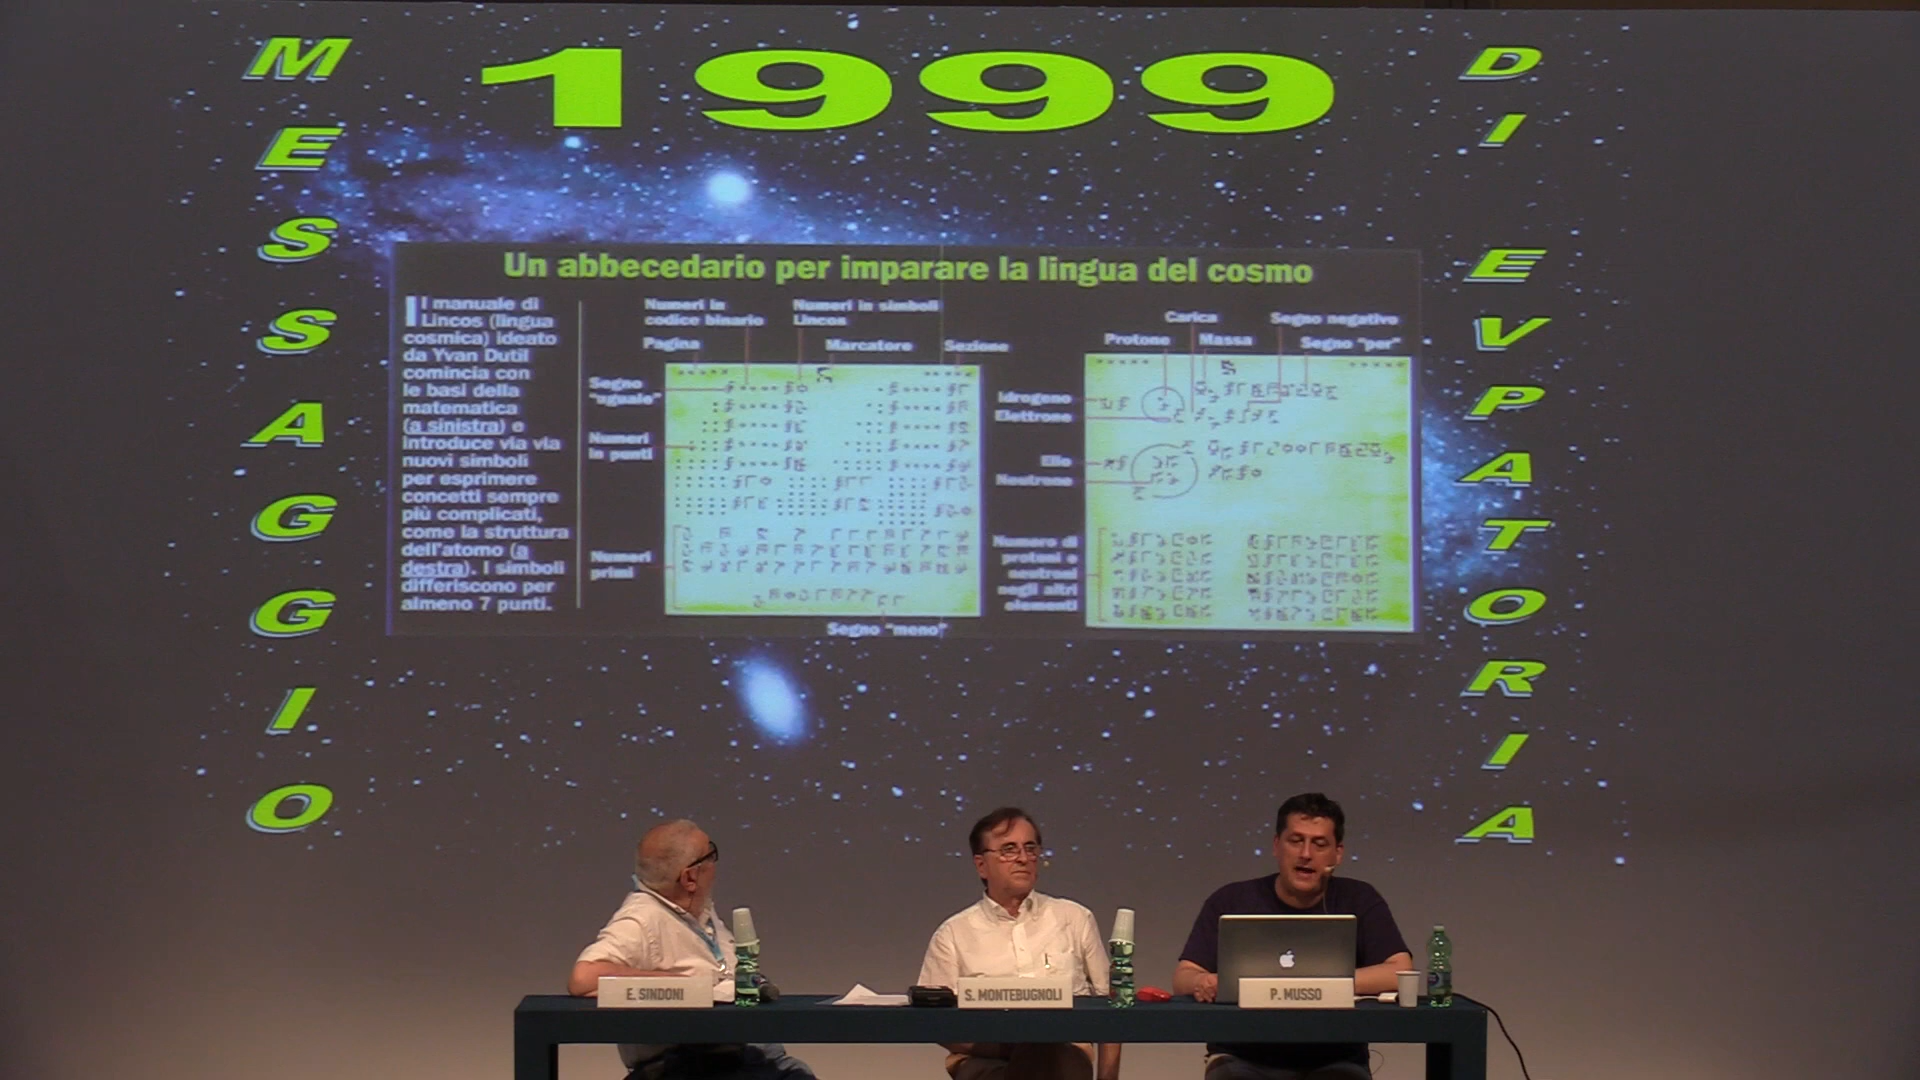 1999
MESSAGGIO
DI EVPATORIA
Un abbecedario per imparare la lingua del cosmo
Il manuale di
Lincos (lingua
cosmica) ideato
da Yvan Dutil
comincia con
le basi della
matematica
(a sinistra) e
introduce via via
nuovi simboli
per esprimere
concetti sempre
più complicati,
come la struttura
dell'atomo (a
destra). I simboli
differiscono per
almeno 7 punti.
Numeri in
codice binario
Numeri in simboli
Lincos
Pagina
Marcatore
Sezione
Segno
"uguale"
Numeri
in punti
Numeri
primi
Segno "meno"
Carica
Segno negativo
Protone
Massa
Segno "per"
Idrogeno
Elettrone
Elio
Neutrone
Numero di
protoni e
neutroni
negli altri
elementi
E. SINDONI
S. MONTEBUGNOLI
P. MUSSO